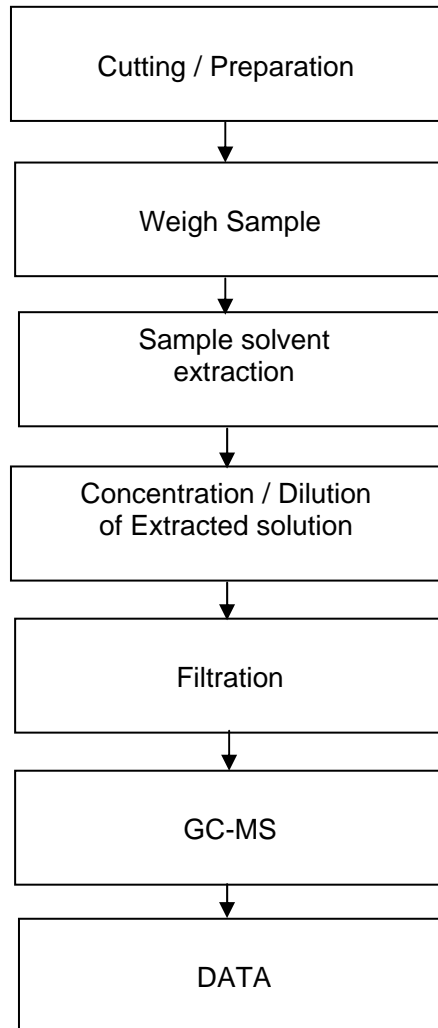 Cutting / Preparation
Weigh Sample
Sample solvent
extraction
Concentration / Dilution
of Extracted solution
Filtration
GC-MS
DATA